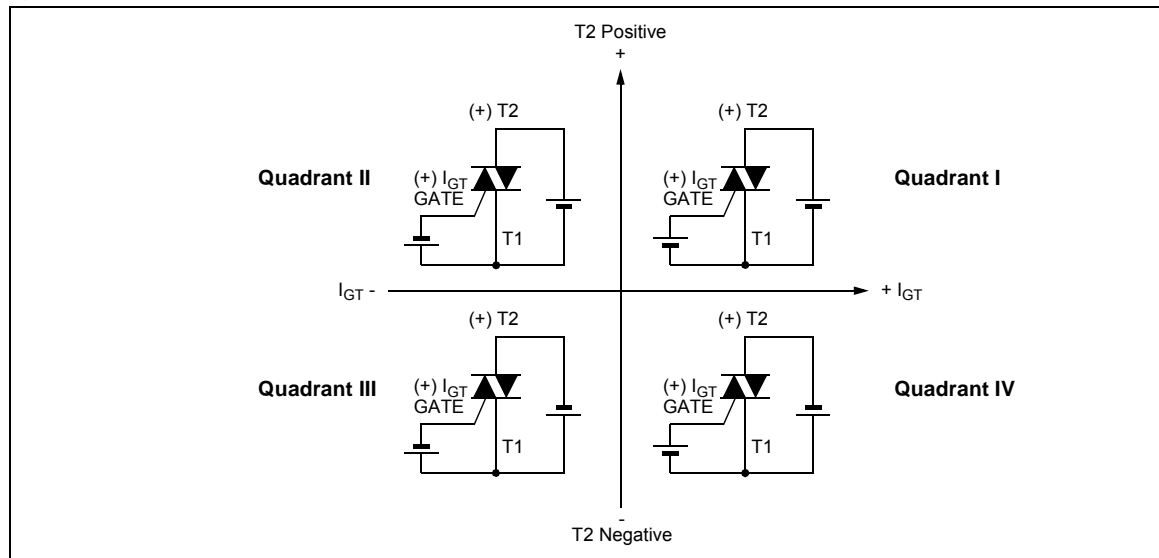 T2 Positive
+
(+) T2
(+) T2
Quadrant II
(+) IGT
GATE
T1
(+) IGT
GATE
T1
Quadrant I
IGT -
+ IGT
(+) T2
(+) T2
Quadrant III
(+) IGT
GATE
T1
(+) IGT
GATE
T1
Quadrant IV
-
T2 Negative